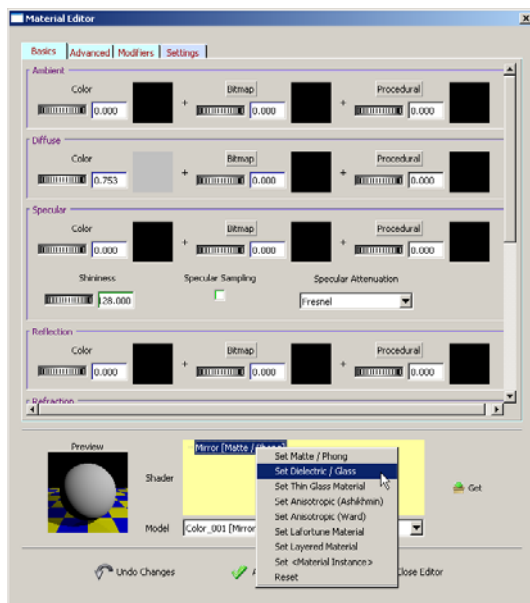 Material Editor
Basics Advanced Modifiers Settings
Ambient
Color Bitmap Procedural
0.000 + 0.000 + 0.000
Diffuse
Color Bitmap Procedural
0.753 + 0.000 + 0.000
Specular
Color Bitmap Procedural
0.000 + 0.000 + 0.000
Shininess Specular Sampling Specular Attenuation
128.000 Fresnel
Reflection
Color Bitmap Procedural
0.000 + 0.000 + 0.000
Refraction
Preview
Mirror [Matte / Phong]
Set Matte / Phong
Shader
Set Dielectric / Glass
Set Thin Glass Material
Get
Set Anisotropic (Ashikhmin)
Set Anisotropic (Ward)
Model Color_001 [Mirror
Set Lafortune Material
Set Layered Material
Set <Material Instance>
Undo Changes
Close Editor
Reset